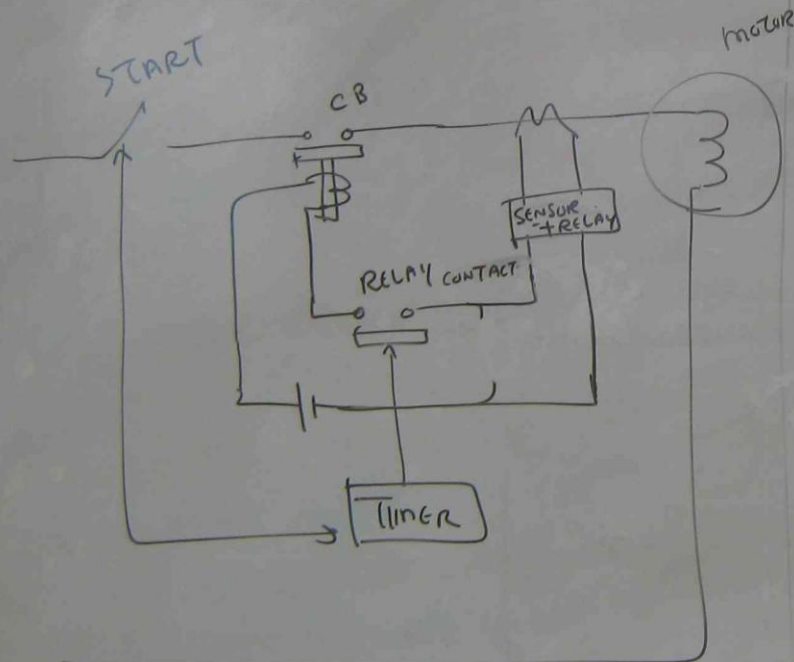 MOTOR
START
CB
SENSOR
+RELAY
RELAY CONTACT
TIMER